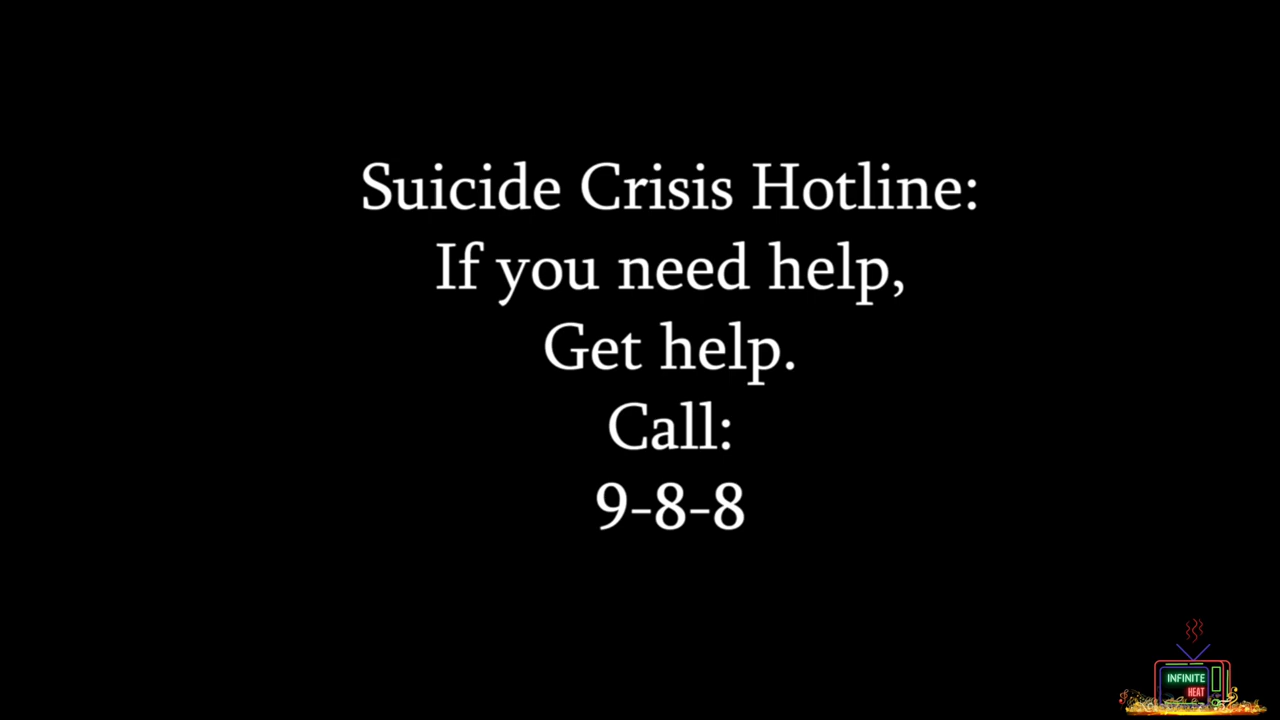 Suicide Crisis Hotline:
If you need help,
Get help.
Call:
9-8-8
INFINITE
HEAT